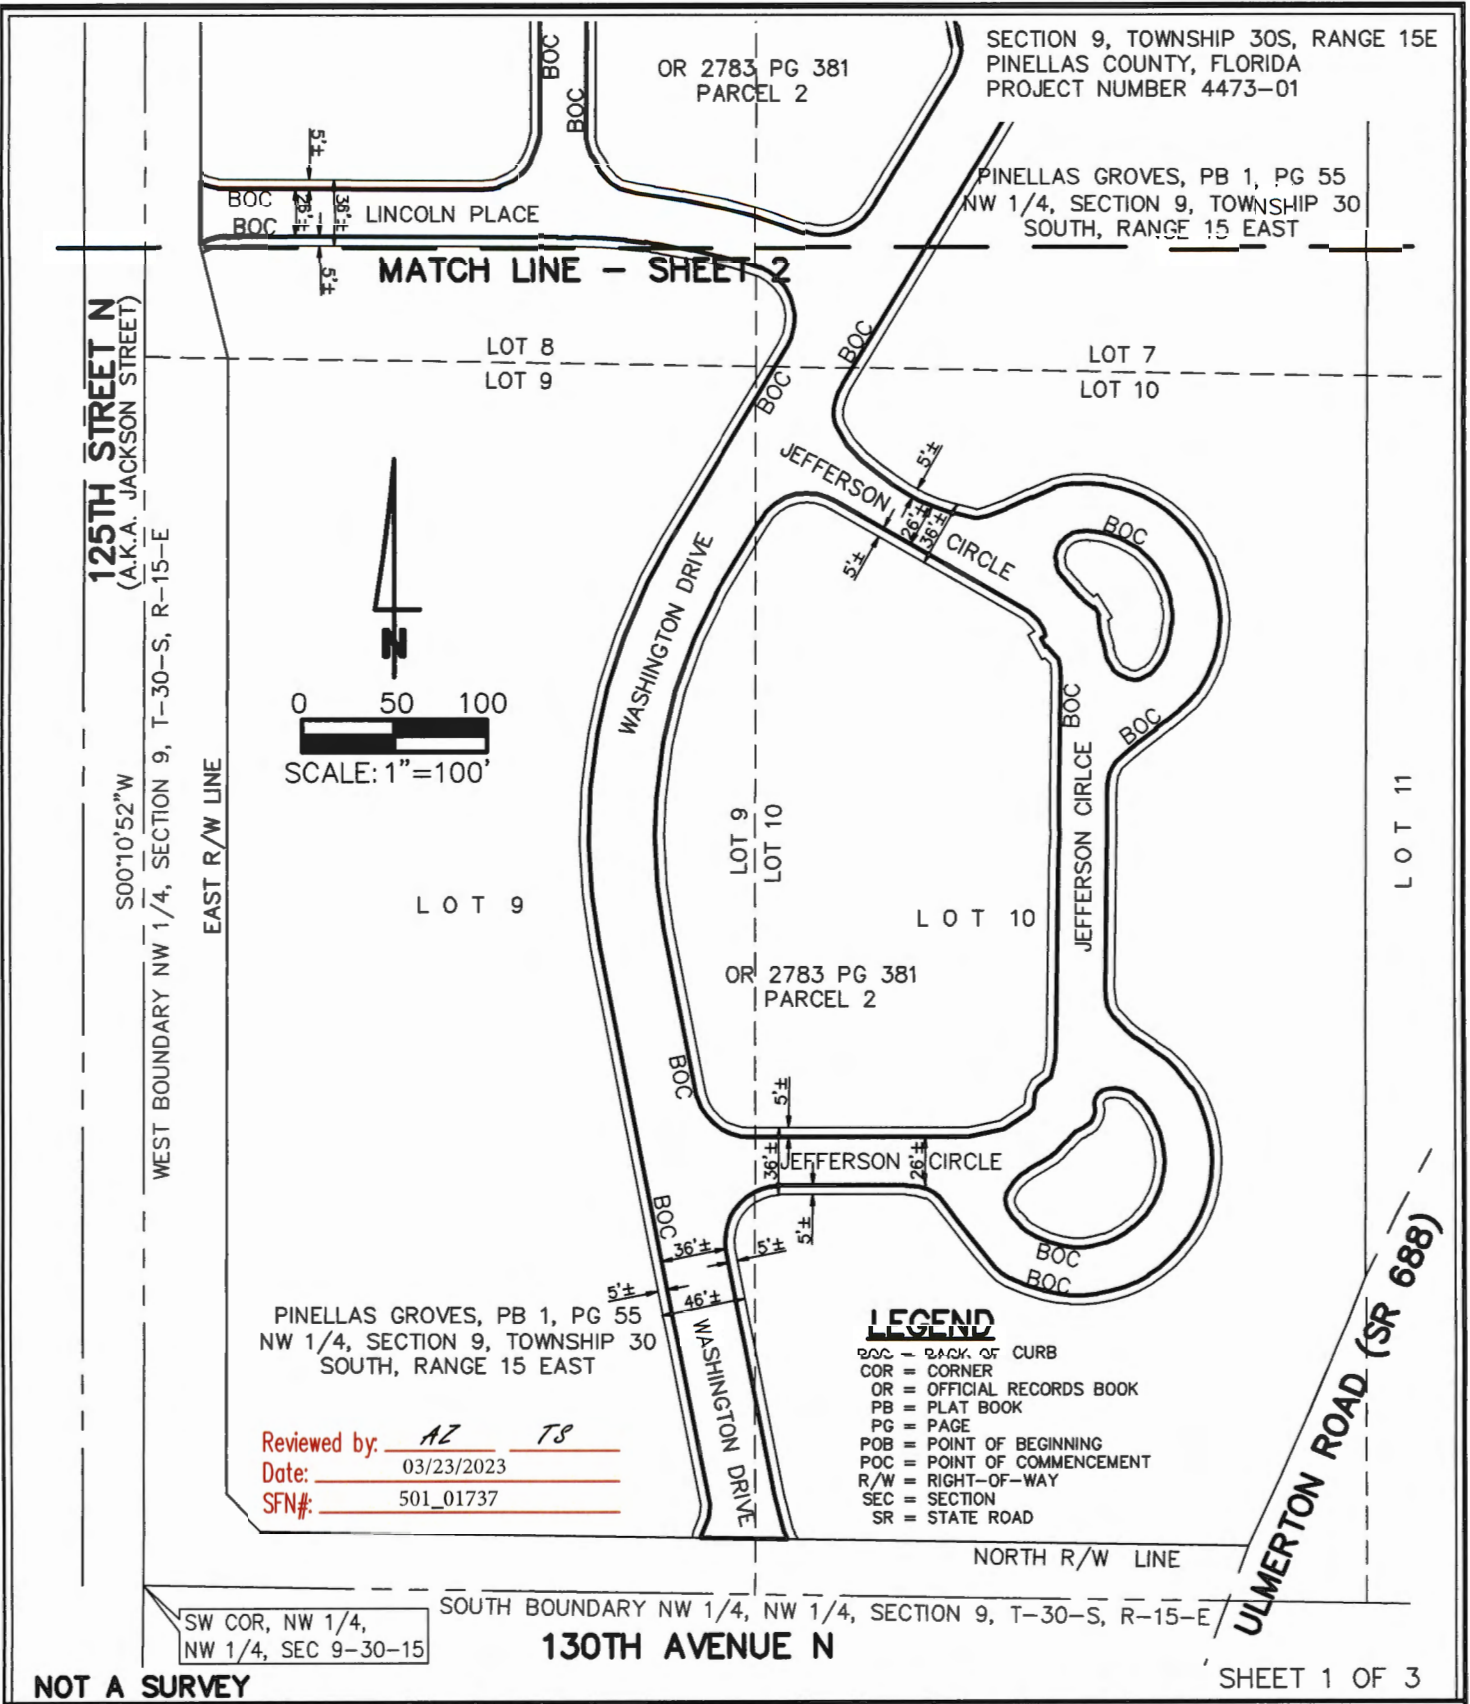 SECTION 9, TOWNSHIP 30S, RANGE 15E
PINELLAS COUNTY, FLORIDA
PROJECT NUMBER 4473-01
OR 2783 PG 381
PARCEL 2
BOC
BOC
PINELLAS GROVES, PB 1, PG 55
NW 1/4, SECTION 9, TOWNSHIP 30
SOUTH, RANGE 15 EAST
5'±
BOC
BOC
26'±
36'±
LINCOLN PLACE
5'±
MATCH LINE - SHEET 2
125TH STREET N
(A.K.A. JACKSON STREET)
LOT 8
LOT 9
BOC
BOC
LOT 7
LOT 10
JEFFERSON CIRCLE
5'±
26'±
36'±
5'±
BOC
WASHINGTON DRIVE
N
0 50 100
SCALE: 1"=100'
BOC
BOC
JEFFERSON CIRLCE
S00°10'52"W
WEST BOUNDARY NW 1/4, SECTION 9, T-30-S, R-15-E
EAST R/W LINE
LOT 9
LOT 10
LOT 9
LOT 10
LOT 11
OR 2783 PG 381
PARCEL 2
BOC
5'±
36'±
JEFFERSON CIRCLE
26'±
5'±
BOC
BOC
BOC
36'±
5'±
5'±
46'±
WASHINGTON DRIVE
PINELLAS GROVES, PB 1, PG 55
NW 1/4, SECTION 9, TOWNSHIP 30
SOUTH, RANGE 15 EAST
LEGEND
BOC = BACK OF CURB
COR = CORNER
OR = OFFICIAL RECORDS BOOK
PB = PLAT BOOK
PG = PAGE
POB = POINT OF BEGINNING
POC = POINT OF COMMENCEMENT
R/W = RIGHT-OF-WAY
SEC = SECTION
SR = STATE ROAD
Reviewed by: AZ TS
Date: 03/23/2023
SFN#: 501_01737
ULMERTON ROAD (SR 688)
NORTH R/W LINE
SOUTH BOUNDARY NW 1/4, NW 1/4, SECTION 9, T-30-S, R-15-E
SW COR, NW 1/4,
NW 1/4, SEC 9-30-15
130TH AVENUE N
NOT A SURVEY
SHEET 1 OF 3